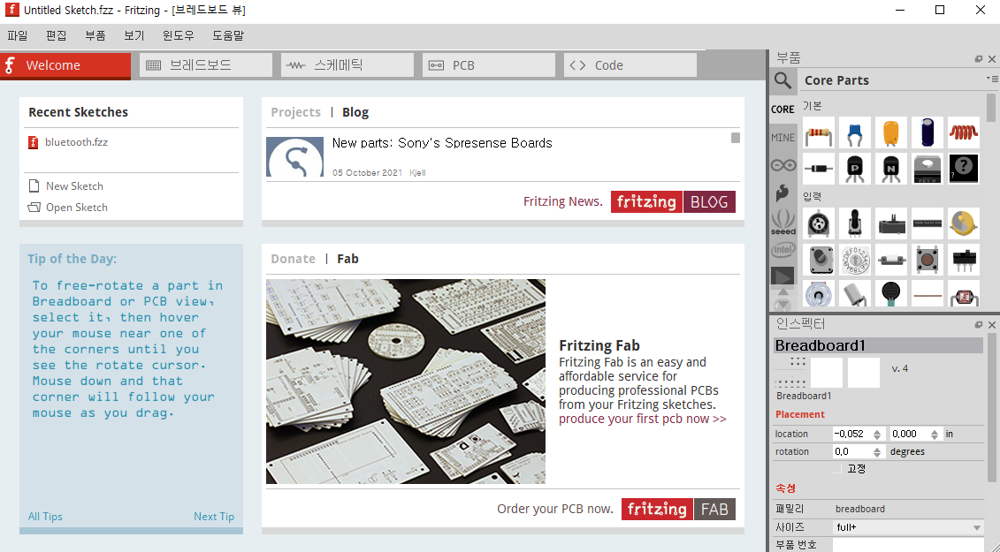 Untitled Sketch.fzz - Fritzing - [브레드보드 뷰]
파일 편집 부품 보기 윈도우 도움말
Welcome 브레드보드 스케메틱 PCB Code
Recent Sketches
bluetooth.fzz
New Sketch
Open Sketch
Projects | Blog
New parts: Sony's Spresense Boards
05 October 2021 Kjell
Fritzing News. fritzing BLOG
Tip of the Day:
To free-rotate a part in
Breadboard or PCB view,
select it, then hover
your mouse near one of
the corners until you
see the rotate cursor.
Mouse down and that
corner will follow your
mouse as you drag.
All Tips Next Tip
Donate | Fab
Fritzing Fab
Fritzing Fab is an easy and
affordable service for
producing professional PCBs
from your Fritzing sketches.
produce your first pcb now >>
Order your PCB now. fritzing FAB
부품
Core Parts
CORE
MINE
seeed
intel
기본
P
N
?
입력
인스펙터
Breadboard1
v. 4
Breadboard1
Placement
location -0,052 0,000 in
rotation 0,0 degrees
고정
속성
패밀리 breadboard
사이즈 full+
부품 번호